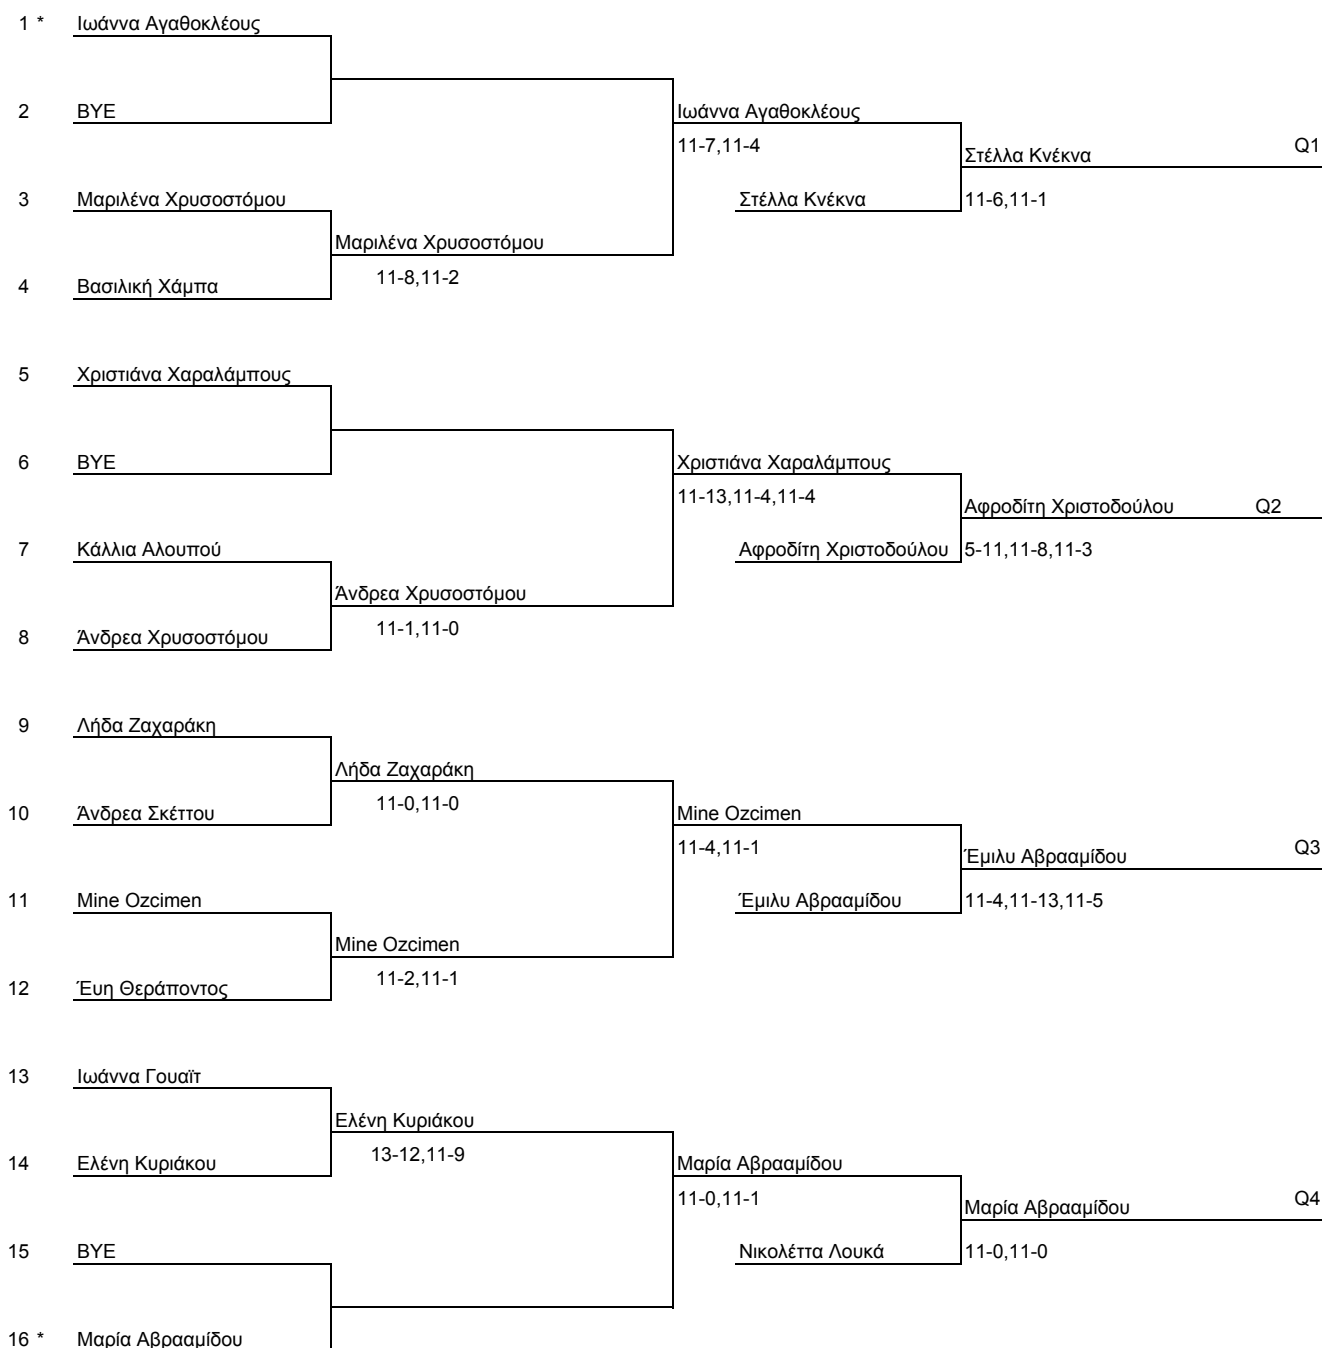 1 * Ιωάννα Αγαθοκλέους
2 BYE Ιωάννα Αγαθοκλέους
11-7,11-4 Στέλλα Κνέκνα Q1
3 Μαριλένα Χρυσοστόμου Στέλλα Κνέκνα 11-6,11-1
Μαριλένα Χρυσοστόμου
4 Βασιλική Χάμπα 11-8,11-2
5 Χριστιάνα Χαραλάμπους
6 BYE Χριστιάνα Χαραλάμπους
11-13,11-4,11-4 Αφροδίτη Χριστοδούλου Q2
7 Κάλλια Αλουπού Αφροδίτη Χριστοδούλου 5-11,11-8,11-3
Άνδρεα Χρυσοστόμου
8 Άνδρεα Χρυσοστόμου 11-1,11-0
9 Λήδα Ζαχαράκη
Λήδα Ζαχαράκη
10 Άνδρεα Σκέττου 11-0,11-0 Mine Ozcimen
11-4,11-1 Έμιλυ Αβρααμίδου Q3
11 Mine Ozcimen Έμιλυ Αβρααμίδου 11-4,11-13,11-5
Mine Ozcimen
12 Έυη Θεράποντος 11-2,11-1
13 Ιωάννα Γουαϊτ
Ελένη Κυριάκου
14 Ελένη Κυριάκου 13-12,11-9 Μαρία Αβρααμίδου
11-0,11-1 Μαρία Αβρααμίδου Q4
15 BYE Νικολέττα Λουκά 11-0,11-0
16 * Μαρία Αβρααμίδου